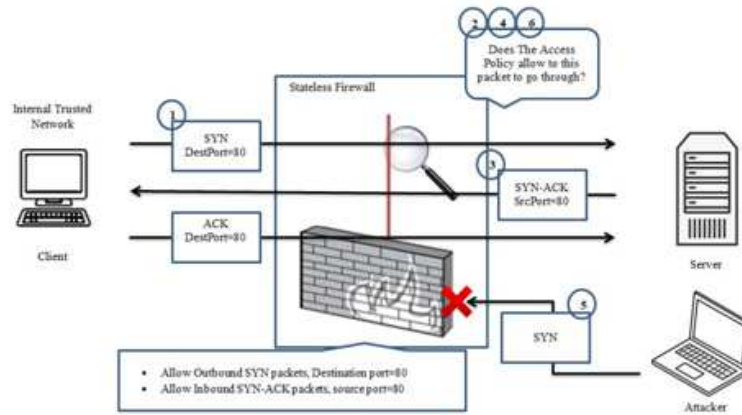 2 4 6
Does The Access
Policy allow to this
packet to go through?
Stateless Firewall
Internal Trusted
Network
1
SYN
DestPort=80
3
SYN-ACK
SrcPort=80
ACK
DestPort=80
Client
Server
5
SYN
• Allow Outbound SYN packets, Destination port=80
• Allow Inbound SYN-ACK packets, source port=80
Attacker